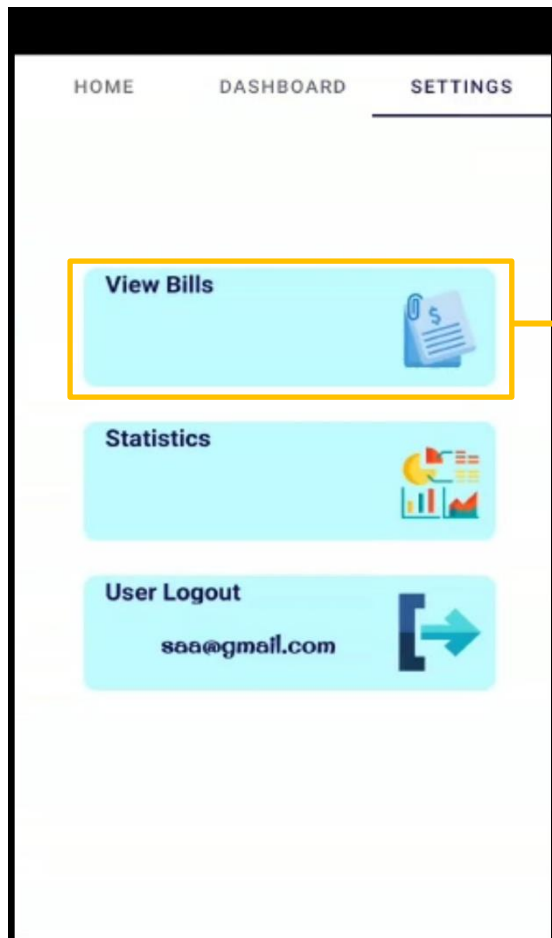 HOME DASHBOARD SETTINGS
View Bills
$
Statistics
User Logout
saa@gmail.com